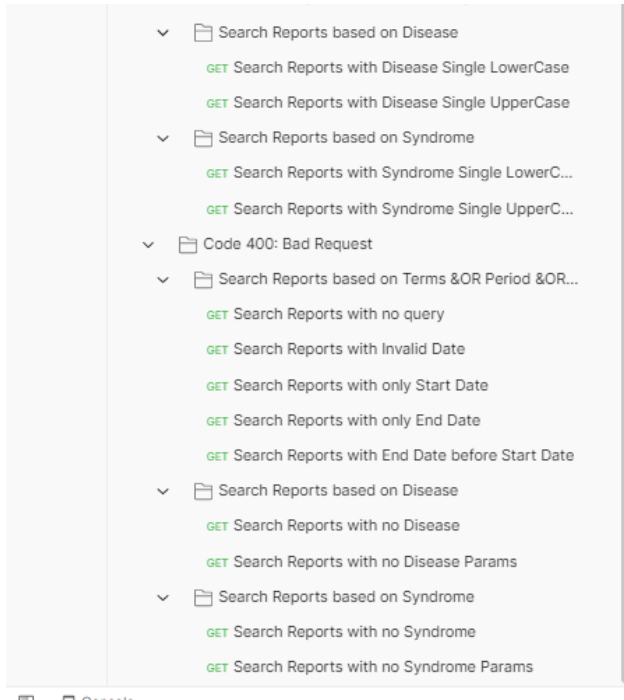 Search Reports based on Disease
GET Search Reports with Disease Single LowerCase
GET Search Reports with Disease Single UpperCase
Search Reports based on Syndrome
GET Search Reports with Syndrome Single LowerC...
GET Search Reports with Syndrome Single UpperC...
Code 400: Bad Request
Search Reports based on Terms &OR Period &OR...
GET Search Reports with no query
GET Search Reports with Invalid Date
GET Search Reports with only Start Date
GET Search Reports with only End Date
GET Search Reports with End Date before Start Date
Search Reports based on Disease
GET Search Reports with no Disease
GET Search Reports with no Disease Params
Search Reports based on Syndrome
GET Search Reports with no Syndrome
GET Search Reports with no Syndrome Params